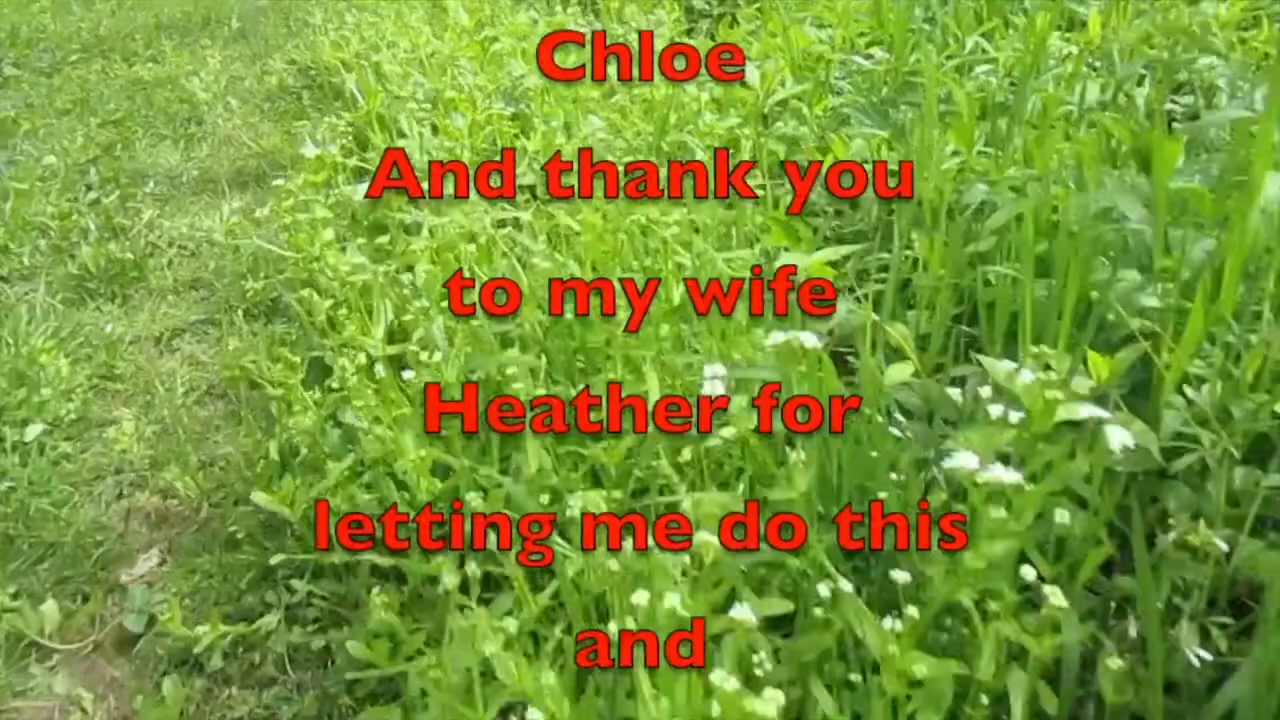 Chloe
And thank you
to my wife
Heather for
letting me do this
and